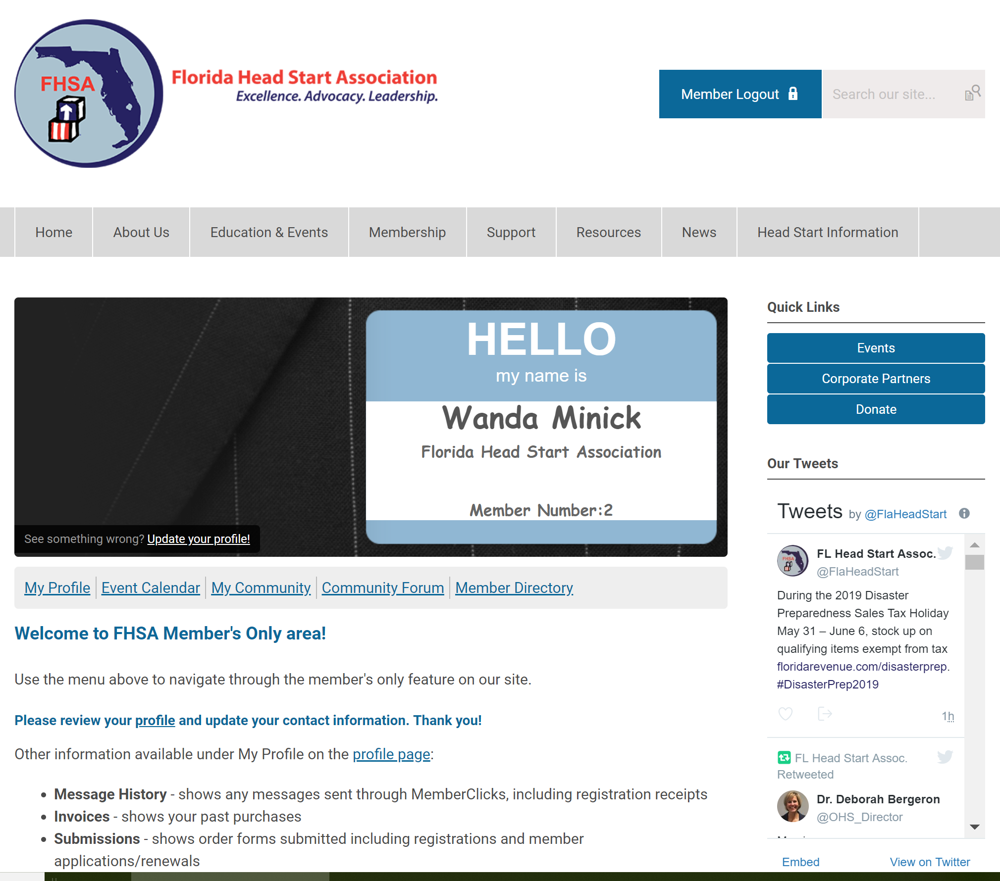 FHSA
Florida Head Start Association
Excellence. Advocacy. Leadership.
Member Logout
Search our site...
Home
About Us
Education & Events
Membership
Support
Resources
News
Head Start Information
HELLO
my name is
Wanda Minick
Florida Head Start Association
Member Number:2
See something wrong? Update your profile!
My Profile
Event Calendar
My Community
Community Forum
Member Directory
Welcome to FHSA Member's Only area!
Use the menu above to navigate through the member's only feature on our site.
Please review your profile and update your contact information. Thank you!
Other information available under My Profile on the profile page:
Message History - shows any messages sent through MemberClicks, including registration receipts
Invoices - shows your past purchases
Submissions - shows order forms submitted including registrations and member
applications/renewals
Quick Links
Events
Corporate Partners
Donate
Our Tweets
Tweets by @FlaHeadStart
FHSA
FL Head Start Assoc.
@FlaHeadStart
During the 2019 Disaster
Preparedness Sales Tax Holiday
May 31 – June 6, stock up on
qualifying items exempt from tax
floridarevenue.com/disasterprep.
#DisasterPrep2019
1h
FL Head Start Assoc.
Retweeted
Dr. Deborah Bergeron
@OHS_Director
Embed
View on Twitter